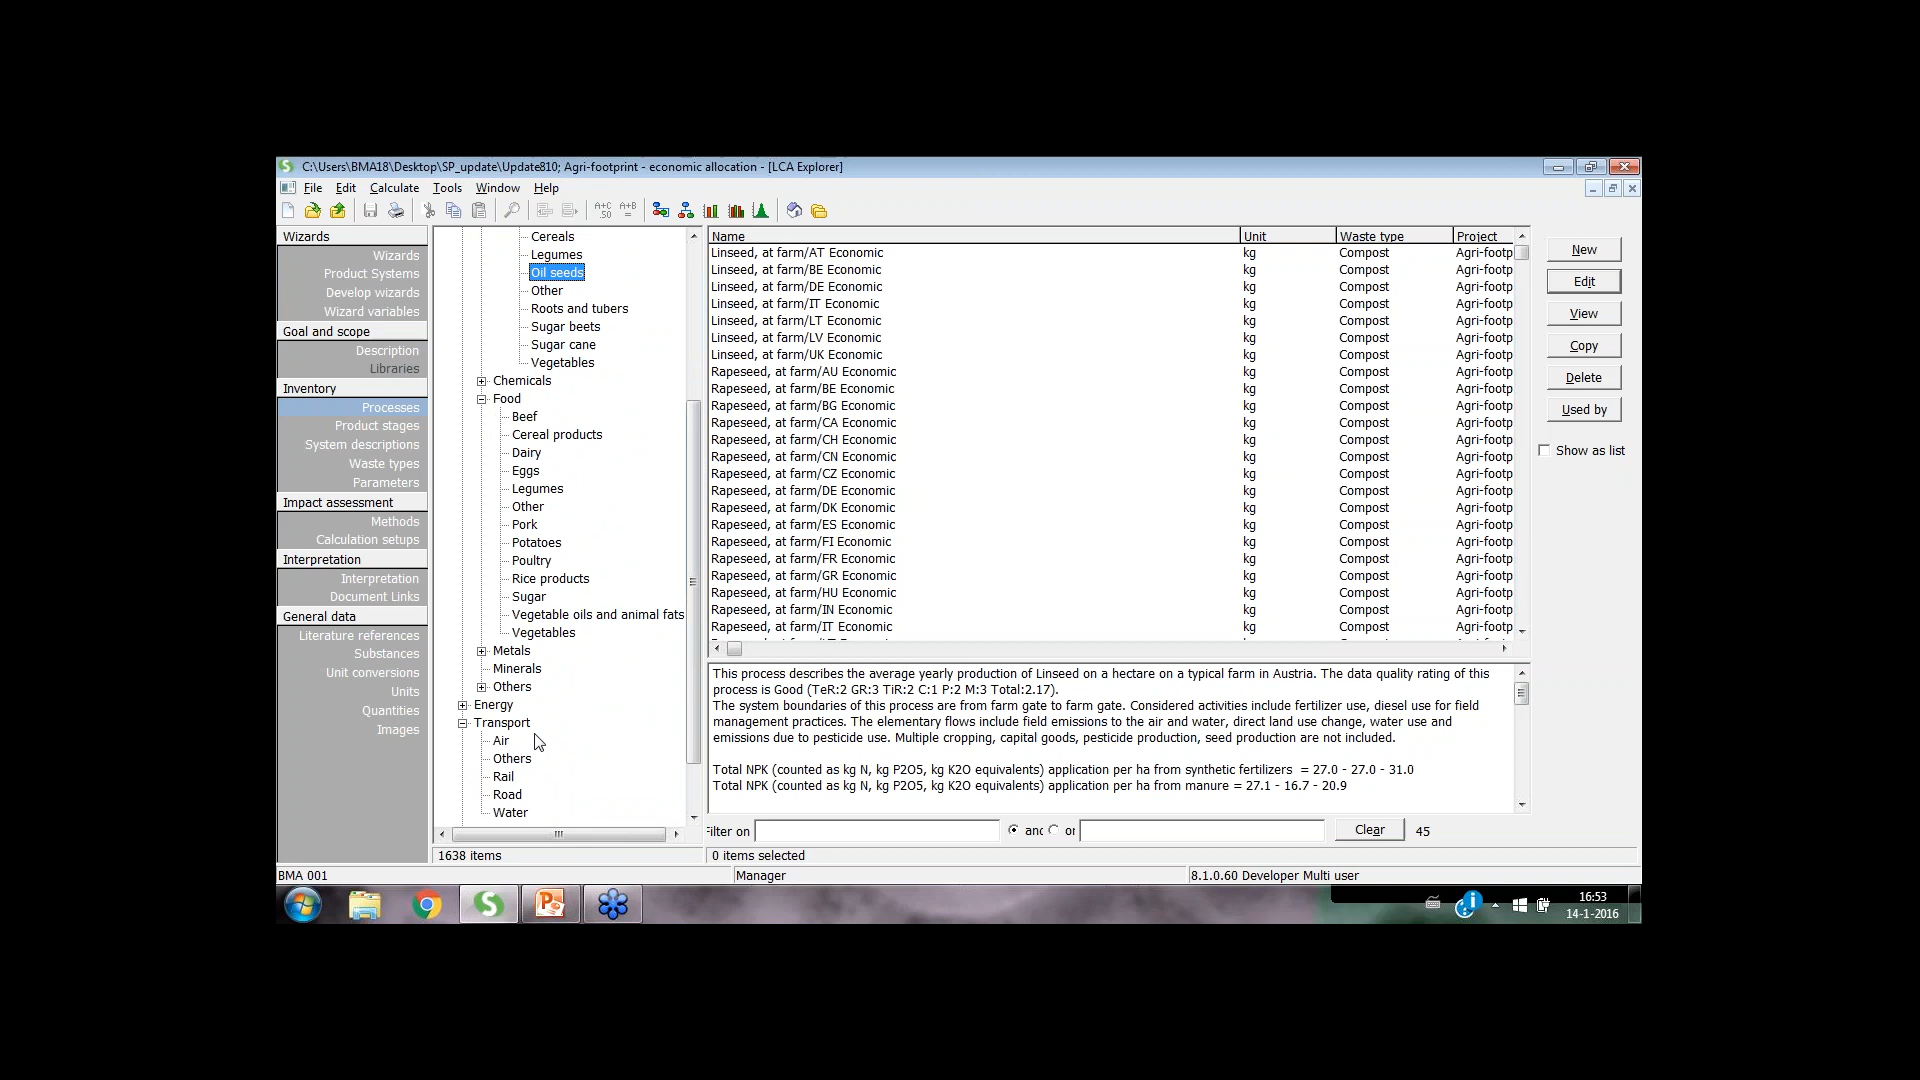 C:\Users\BMA18\Desktop\SP_update\Update810; Agri-footprint - economic allocation - [LCA Explorer]
File Edit Calculate Tools Window Help
Wizards
Wizards
Product Systems
Develop wizards
Wizard variables
Goal and scope
Description
Libraries
Inventory
Processes
Product stages
System descriptions
Waste types
Parameters
Impact assessment
Methods
Calculation setups
Interpretation
Interpretation
Document Links
General data
Literature references
Substances
Unit conversions
Units
Quantities
Images
Cereals
Legumes
Oil seeds
Other
Roots and tubers
Sugar beets
Sugar cane
Vegetables
Chemicals
Food
Beef
Cereal products
Dairy
Eggs
Legumes
Other
Pork
Potatoes
Poultry
Rice products
Sugar
Vegetable oils and animal fats
Vegetables
Metals
Minerals
Others
Energy
Transport
Air
Others
Rail
Road
Water
1638 items
Name Unit Waste type Project
Linseed, at farm/AT Economic kg Compost Agri-footp
Linseed, at farm/BE Economic kg Compost Agri-footp
Linseed, at farm/DE Economic kg Compost Agri-footp
Linseed, at farm/IT Economic kg Compost Agri-footp
Linseed, at farm/LT Economic kg Compost Agri-footp
Linseed, at farm/LV Economic kg Compost Agri-footp
Linseed, at farm/UK Economic kg Compost Agri-footp
Rapeseed, at farm/AU Economic kg Compost Agri-footp
Rapeseed, at farm/BE Economic kg Compost Agri-footp
Rapeseed, at farm/BG Economic kg Compost Agri-footp
Rapeseed, at farm/CA Economic kg Compost Agri-footp
Rapeseed, at farm/CH Economic kg Compost Agri-footp
Rapeseed, at farm/CN Economic kg Compost Agri-footp
Rapeseed, at farm/CZ Economic kg Compost Agri-footp
Rapeseed, at farm/DE Economic kg Compost Agri-footp
Rapeseed, at farm/DK Economic kg Compost Agri-footp
Rapeseed, at farm/ES Economic kg Compost Agri-footp
Rapeseed, at farm/FI Economic kg Compost Agri-footp
Rapeseed, at farm/FR Economic kg Compost Agri-footp
Rapeseed, at farm/GR Economic kg Compost Agri-footp
Rapeseed, at farm/HU Economic kg Compost Agri-footp
Rapeseed, at farm/IN Economic kg Compost Agri-footp
Rapeseed, at farm/IT Economic kg Compost Agri-footp
This process describes the average yearly production of Linseed on a hectare on a typical farm in Austria. The data quality rating of this
process is Good (TeR:2 GR:3 TiR:2 C:1 P:2 M:3 Total:2.17).
The system boundaries of this process are from farm gate to farm gate. Considered activities include fertilizer use, diesel use for field
management practices. The elementary flows include field emissions to the air and water, direct land use change, water use and
emissions due to pesticide use. Multiple cropping, capital goods, pesticide production, seed production are not included.
Total NPK (counted as kg N, kg P2O5, kg K2O equivalents) application per ha from synthetic fertilizers = 27.0 - 27.0 - 31.0
Total NPK (counted as kg N, kg P2O5, kg K2O equivalents) application per ha from manure = 27.1 - 16.7 - 20.9
Filter on and or Clear 45
0 items selected
New
Edit
View
Copy
Delete
Used by
Show as list
BMA 001 Manager 8.1.0.60 Developer Multi user
16:53
14-1-2016